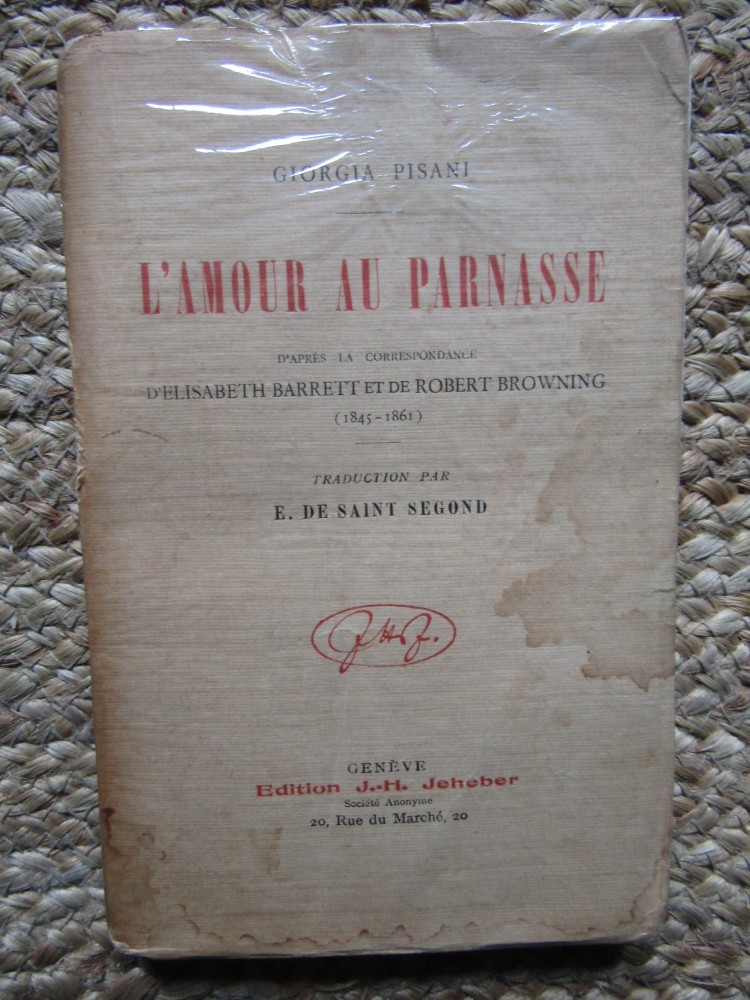 GIORGIA PISANI
L'AMOUR AU PARNASSE
D'APRÈS LA CORRESPONDANCE
D'ELISABETH BARRETT ET DE ROBERT BROWNING
(1845-1861)
TRADUCTION PAR
E. DE SAINT SEGOND
J.H.J.
GENÈVE
Edition J.-H. Jeheber
Société Anonyme
20, Rue du Marché, 20